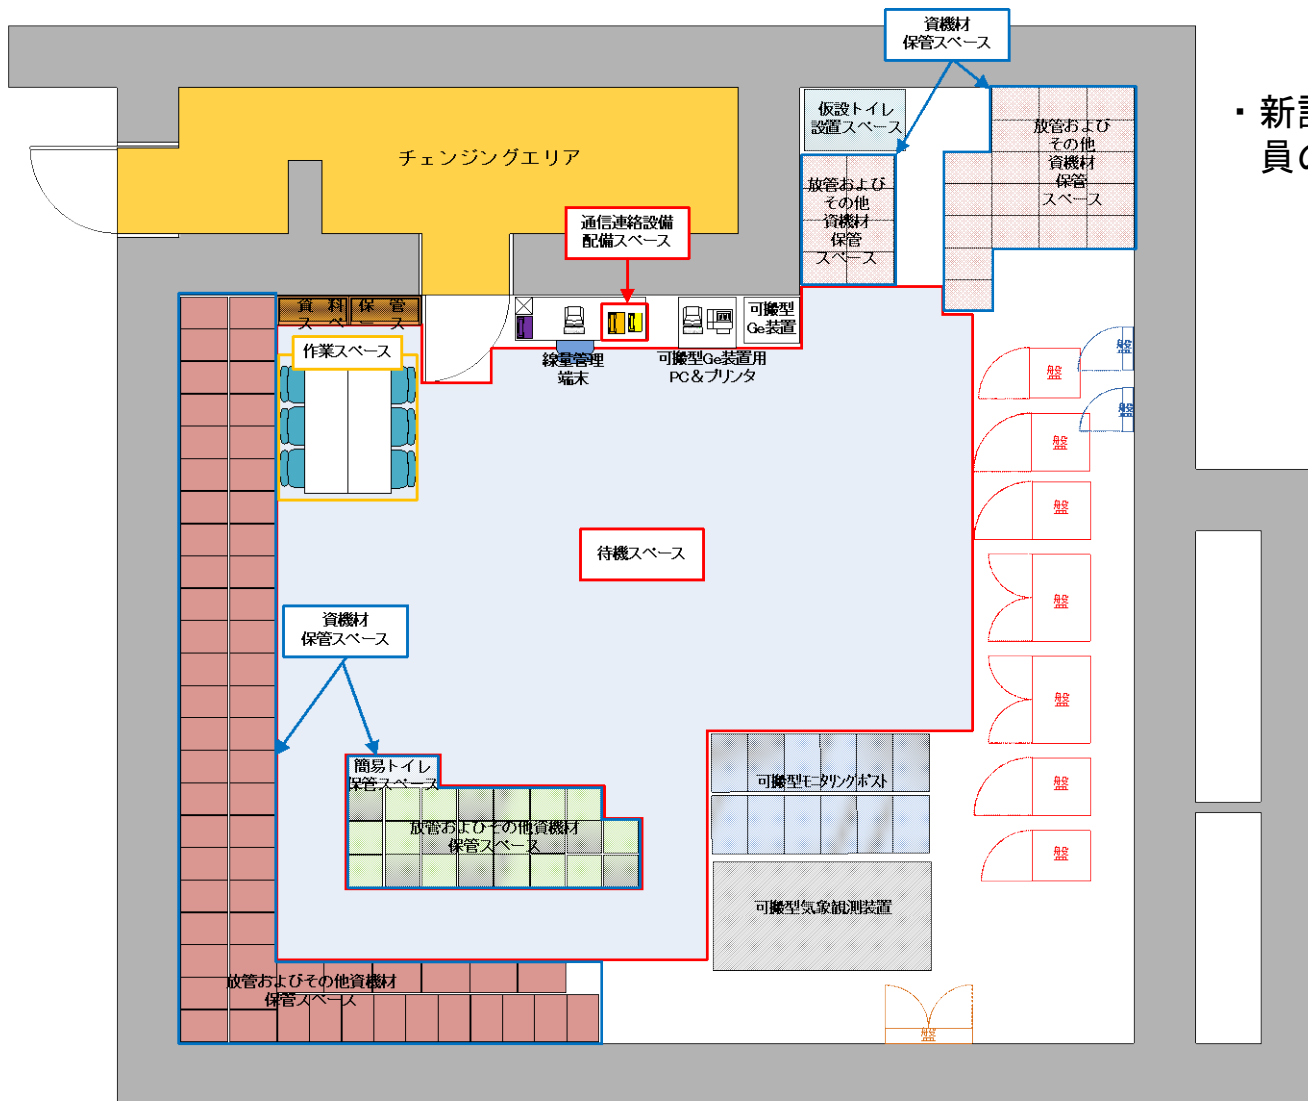 資機材
保管スペース
・新設
員の
仮設トイレ
設置スペース
放管および
その他
資機材
保管
スペース
放管および
その他
資機材
保管
スペース
チェンジングエリア
通信連絡設備
配備スペース
資料保管
スペース
作業スペース
線量管理
端末
可搬型Ge装置用
PC&プリンタ
可搬型
Ge装置
盤
盤
盤
盤
盤
盤
盤
盤
盤
待機スペース
資機材
保管スペース
簡易トイレ
保管スペース
放管およびその他資機材
保管スペース
可搬型モニタリングポスト
可搬型気象観測装置
放管およびその他資機材
保管スペース
盤